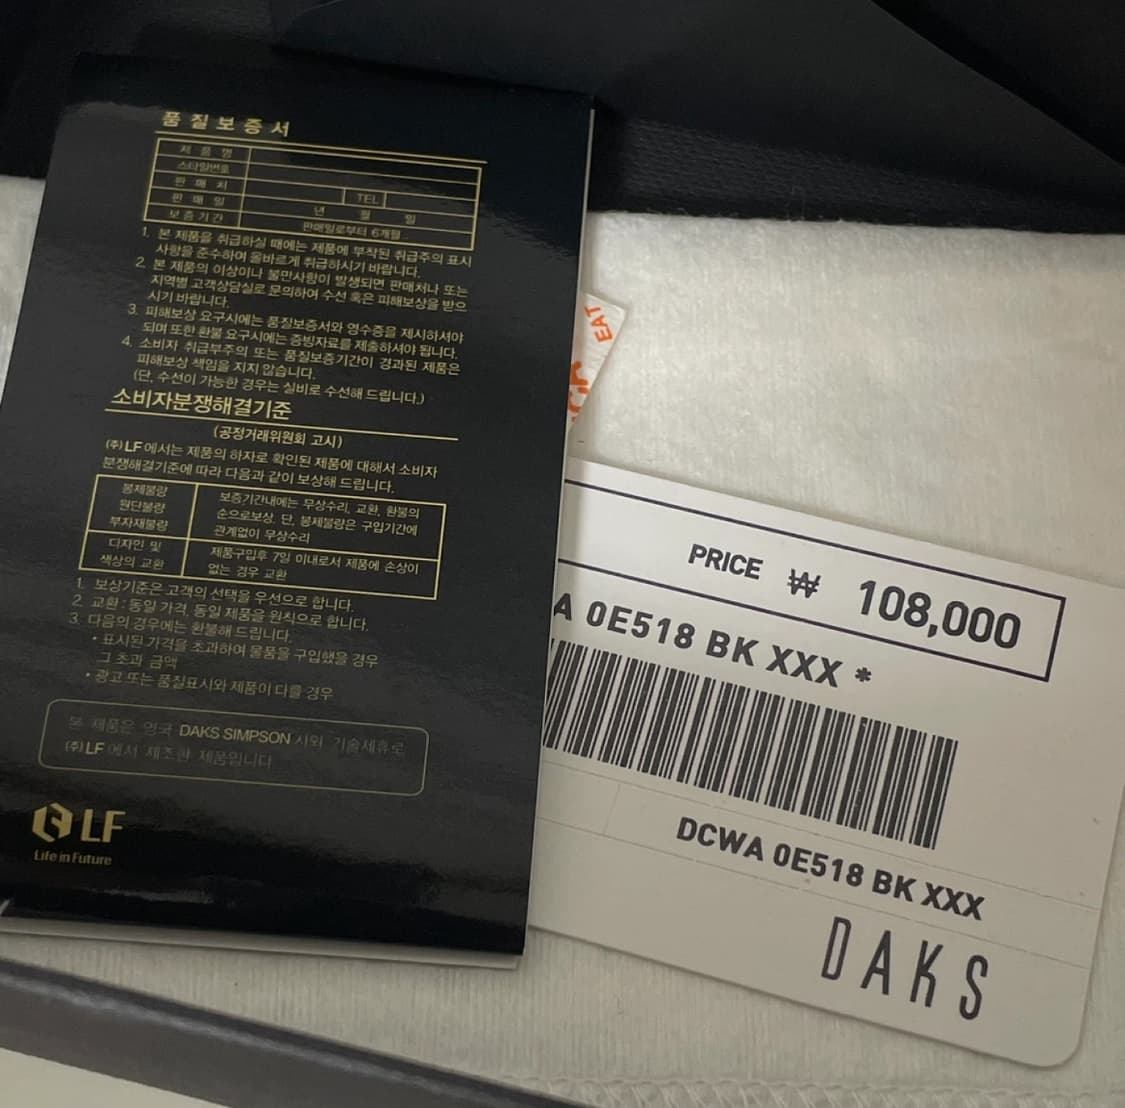 품질보증서
제 품 명
스타일번호
판 매 처
TEL
판 매 일
년 월 일
보증기간
판매일로부터 6개월
1. 본 제품을 취급하실 때에는 제품에 부착된 취급주의 표시
사항을 준수하여 올바르게 취급하시기 바랍니다.
2. 본 제품의 이상이나 불만사항이 발생되면 판매처나 또는
지역별 고객상담실로 문의하여 수선 혹은 피해보상을 받으
시기 바랍니다.
3. 피해보상 요구시에는 품질보증서와 영수증을 제시하셔야
되며 또한 환불 요구시에는 증빙자료를 제출하셔야 됩니다.
4. 소비자 취급부주의 또는 품질보증기간이 경과된 제품은
피해보상 책임을 지지 않습니다.
(단, 수선이 가능한 경우는 실비로 수선해 드립니다.)
소비자분쟁해결기준
(공정거래위원회 고시)
(주)LF에서는 제품의 하자로 확인된 제품에 대해서 소비자
분쟁해결기준에 따라 다음과 같이 보상해 드립니다.
봉제불량
원단불량
부자재불량
보증기간내에는 무상수리, 교환, 환불의
순으로보상. 단, 봉제불량은 구입기간에
관계없이 무상수리
디자인 및
색상의 교환
제품구입후 7일 이내로서 제품에 손상이
없는 경우 교환
1. 보상기준은 고객의 선택을 우선으로 합니다.
2. 교환 : 동일 가격, 동일 제품을 원칙으로 합니다.
3. 다음의 경우에는 환불해 드립니다.
• 표시된 가격을 초과하여 물품을 구입했을 경우
그 초과 금액
• 광고 또는 품질표시와 제품이 다를 경우
본 제품은 영국 DAKS SIMPSON 사와 기술제휴로
(주)LF에서 제조한 제품입니다
LF
Life in Future
EAT
PRICE ₩ 108,000
A 0E518 BK XXX *
DCWA 0E518 BK XXX
DAKS